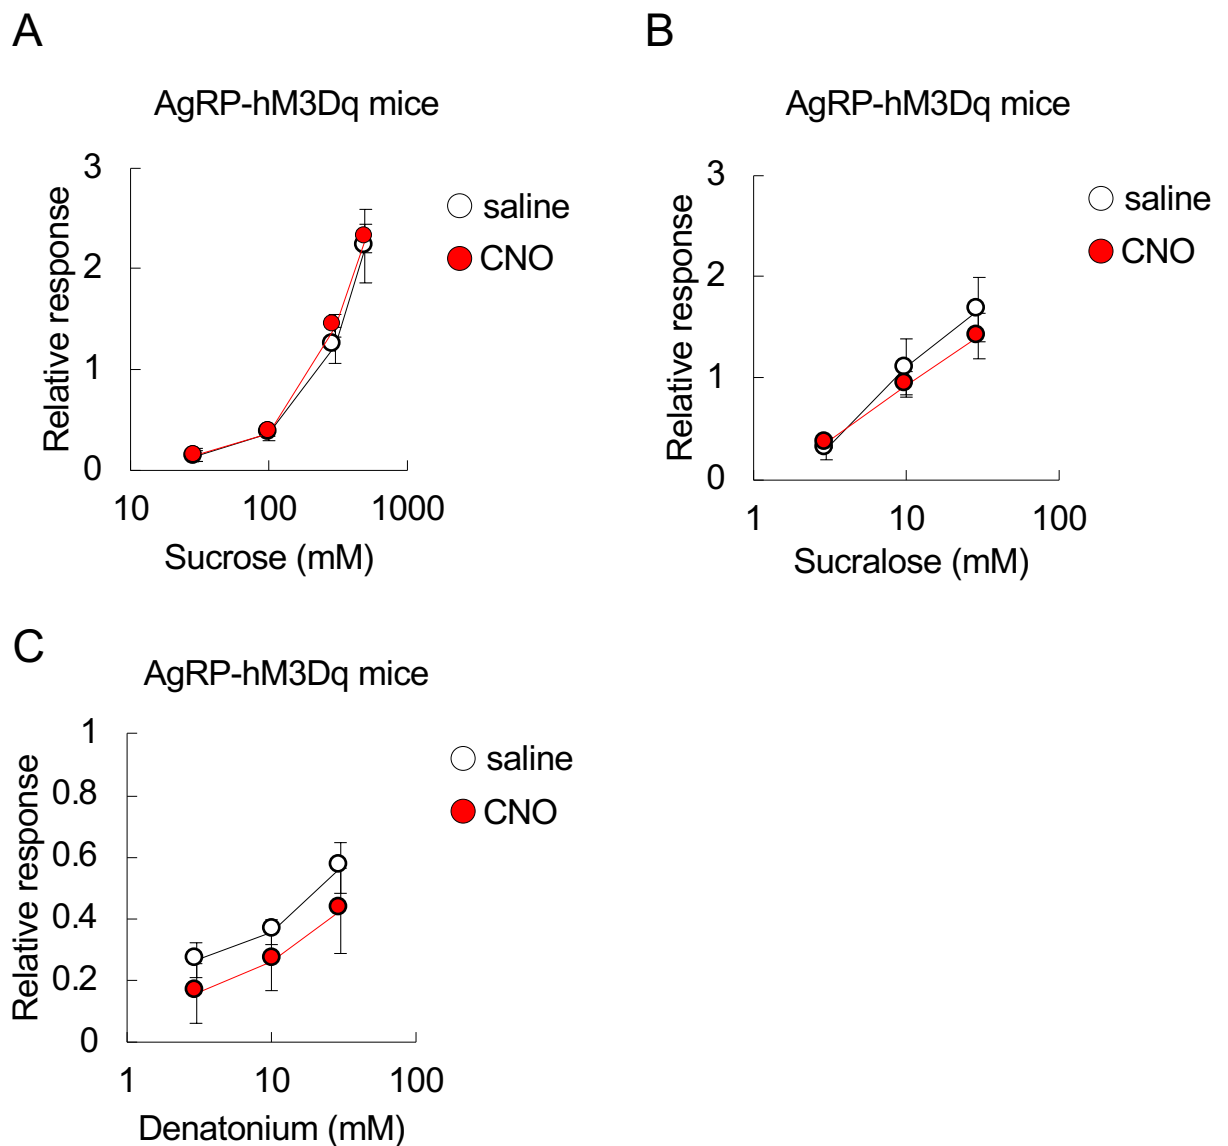 A
AgRP-hM3Dq mice
Relative response
3
2
1
0
10
100
1000
Sucrose (mM)
saline
CNO
B
AgRP-hM3Dq mice
Relative response
3
2
1
0
1
10
100
Sucralose (mM)
saline
CNO
C
AgRP-hM3Dq mice
Relative response
1
0.8
0.6
0.4
0.2
0
1
10
100
Denatonium (mM)
saline
CNO